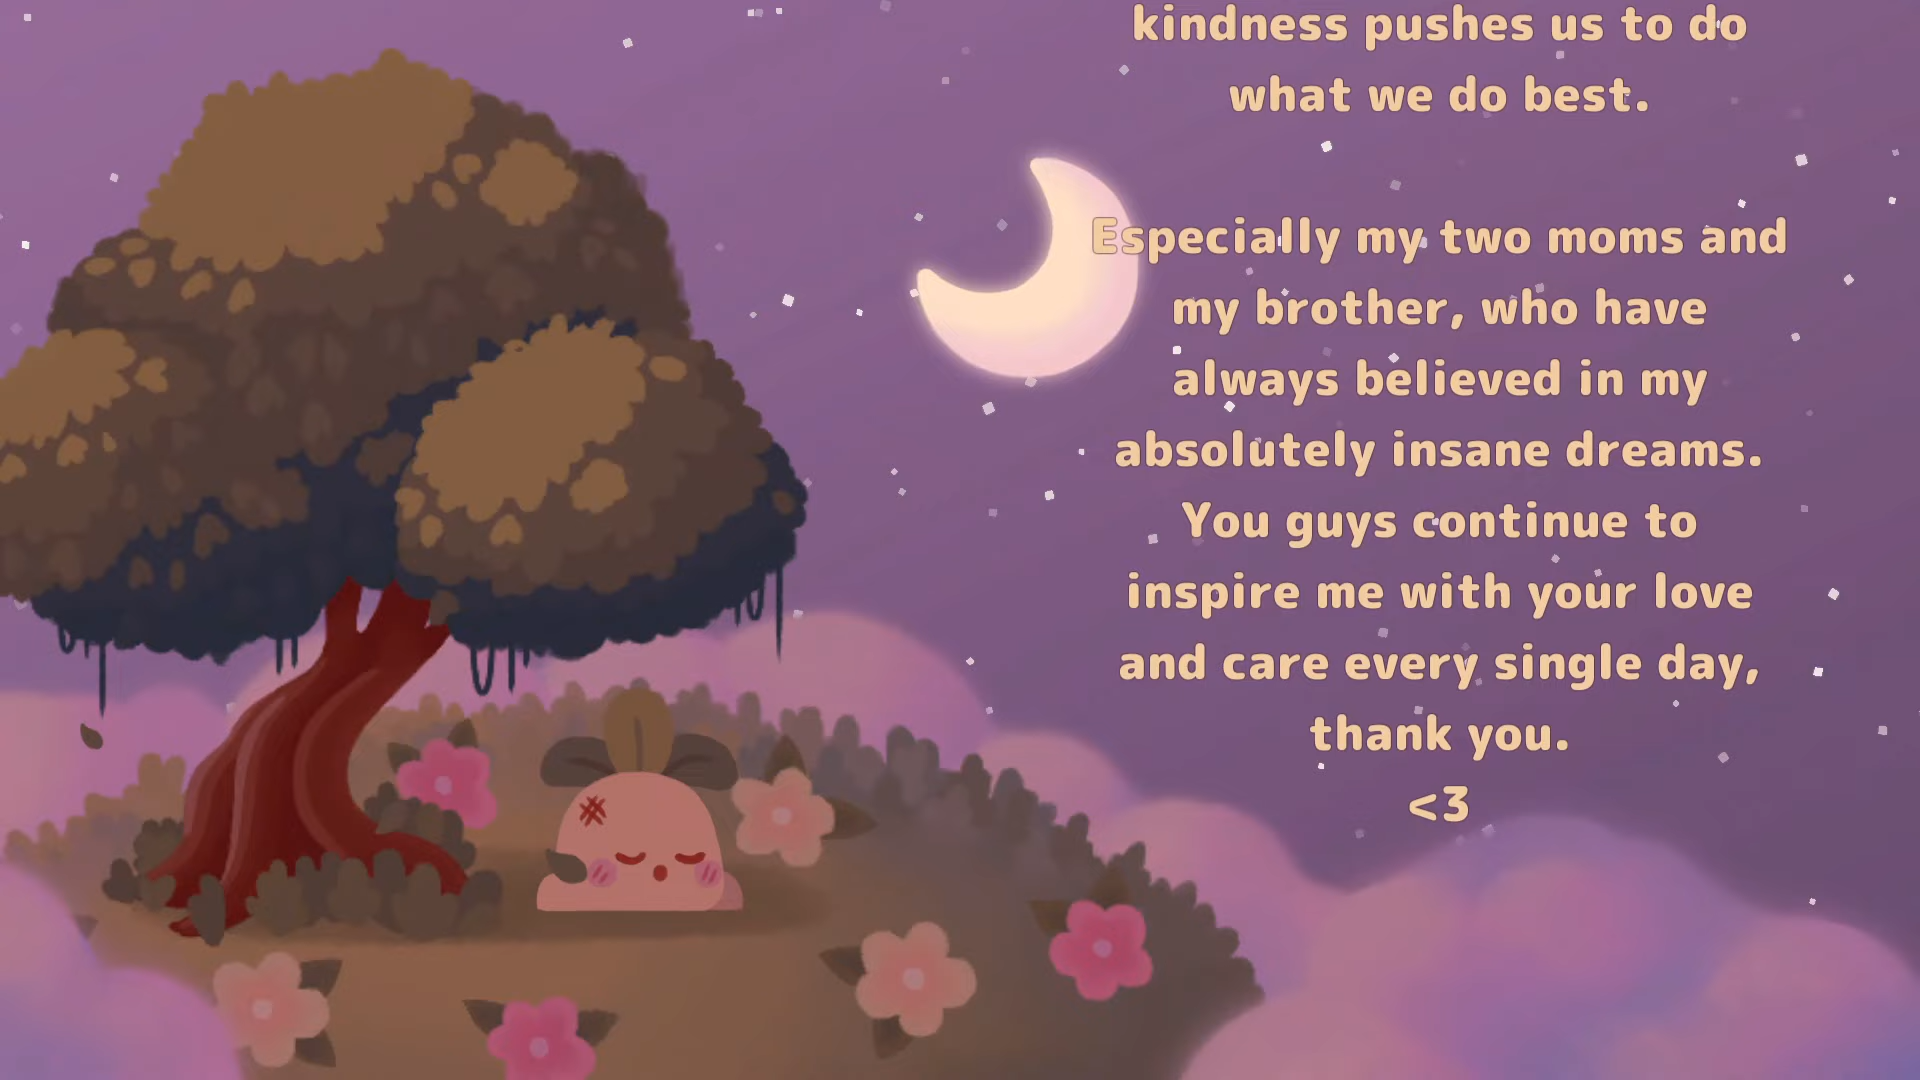 kindness pushes us to do
what we do best.
Especially my two moms and
my brother, who have
always believed in my
absolutely insane dreams.
You guys continue to
inspire me with your love
and care every single day,
thank you.
<3